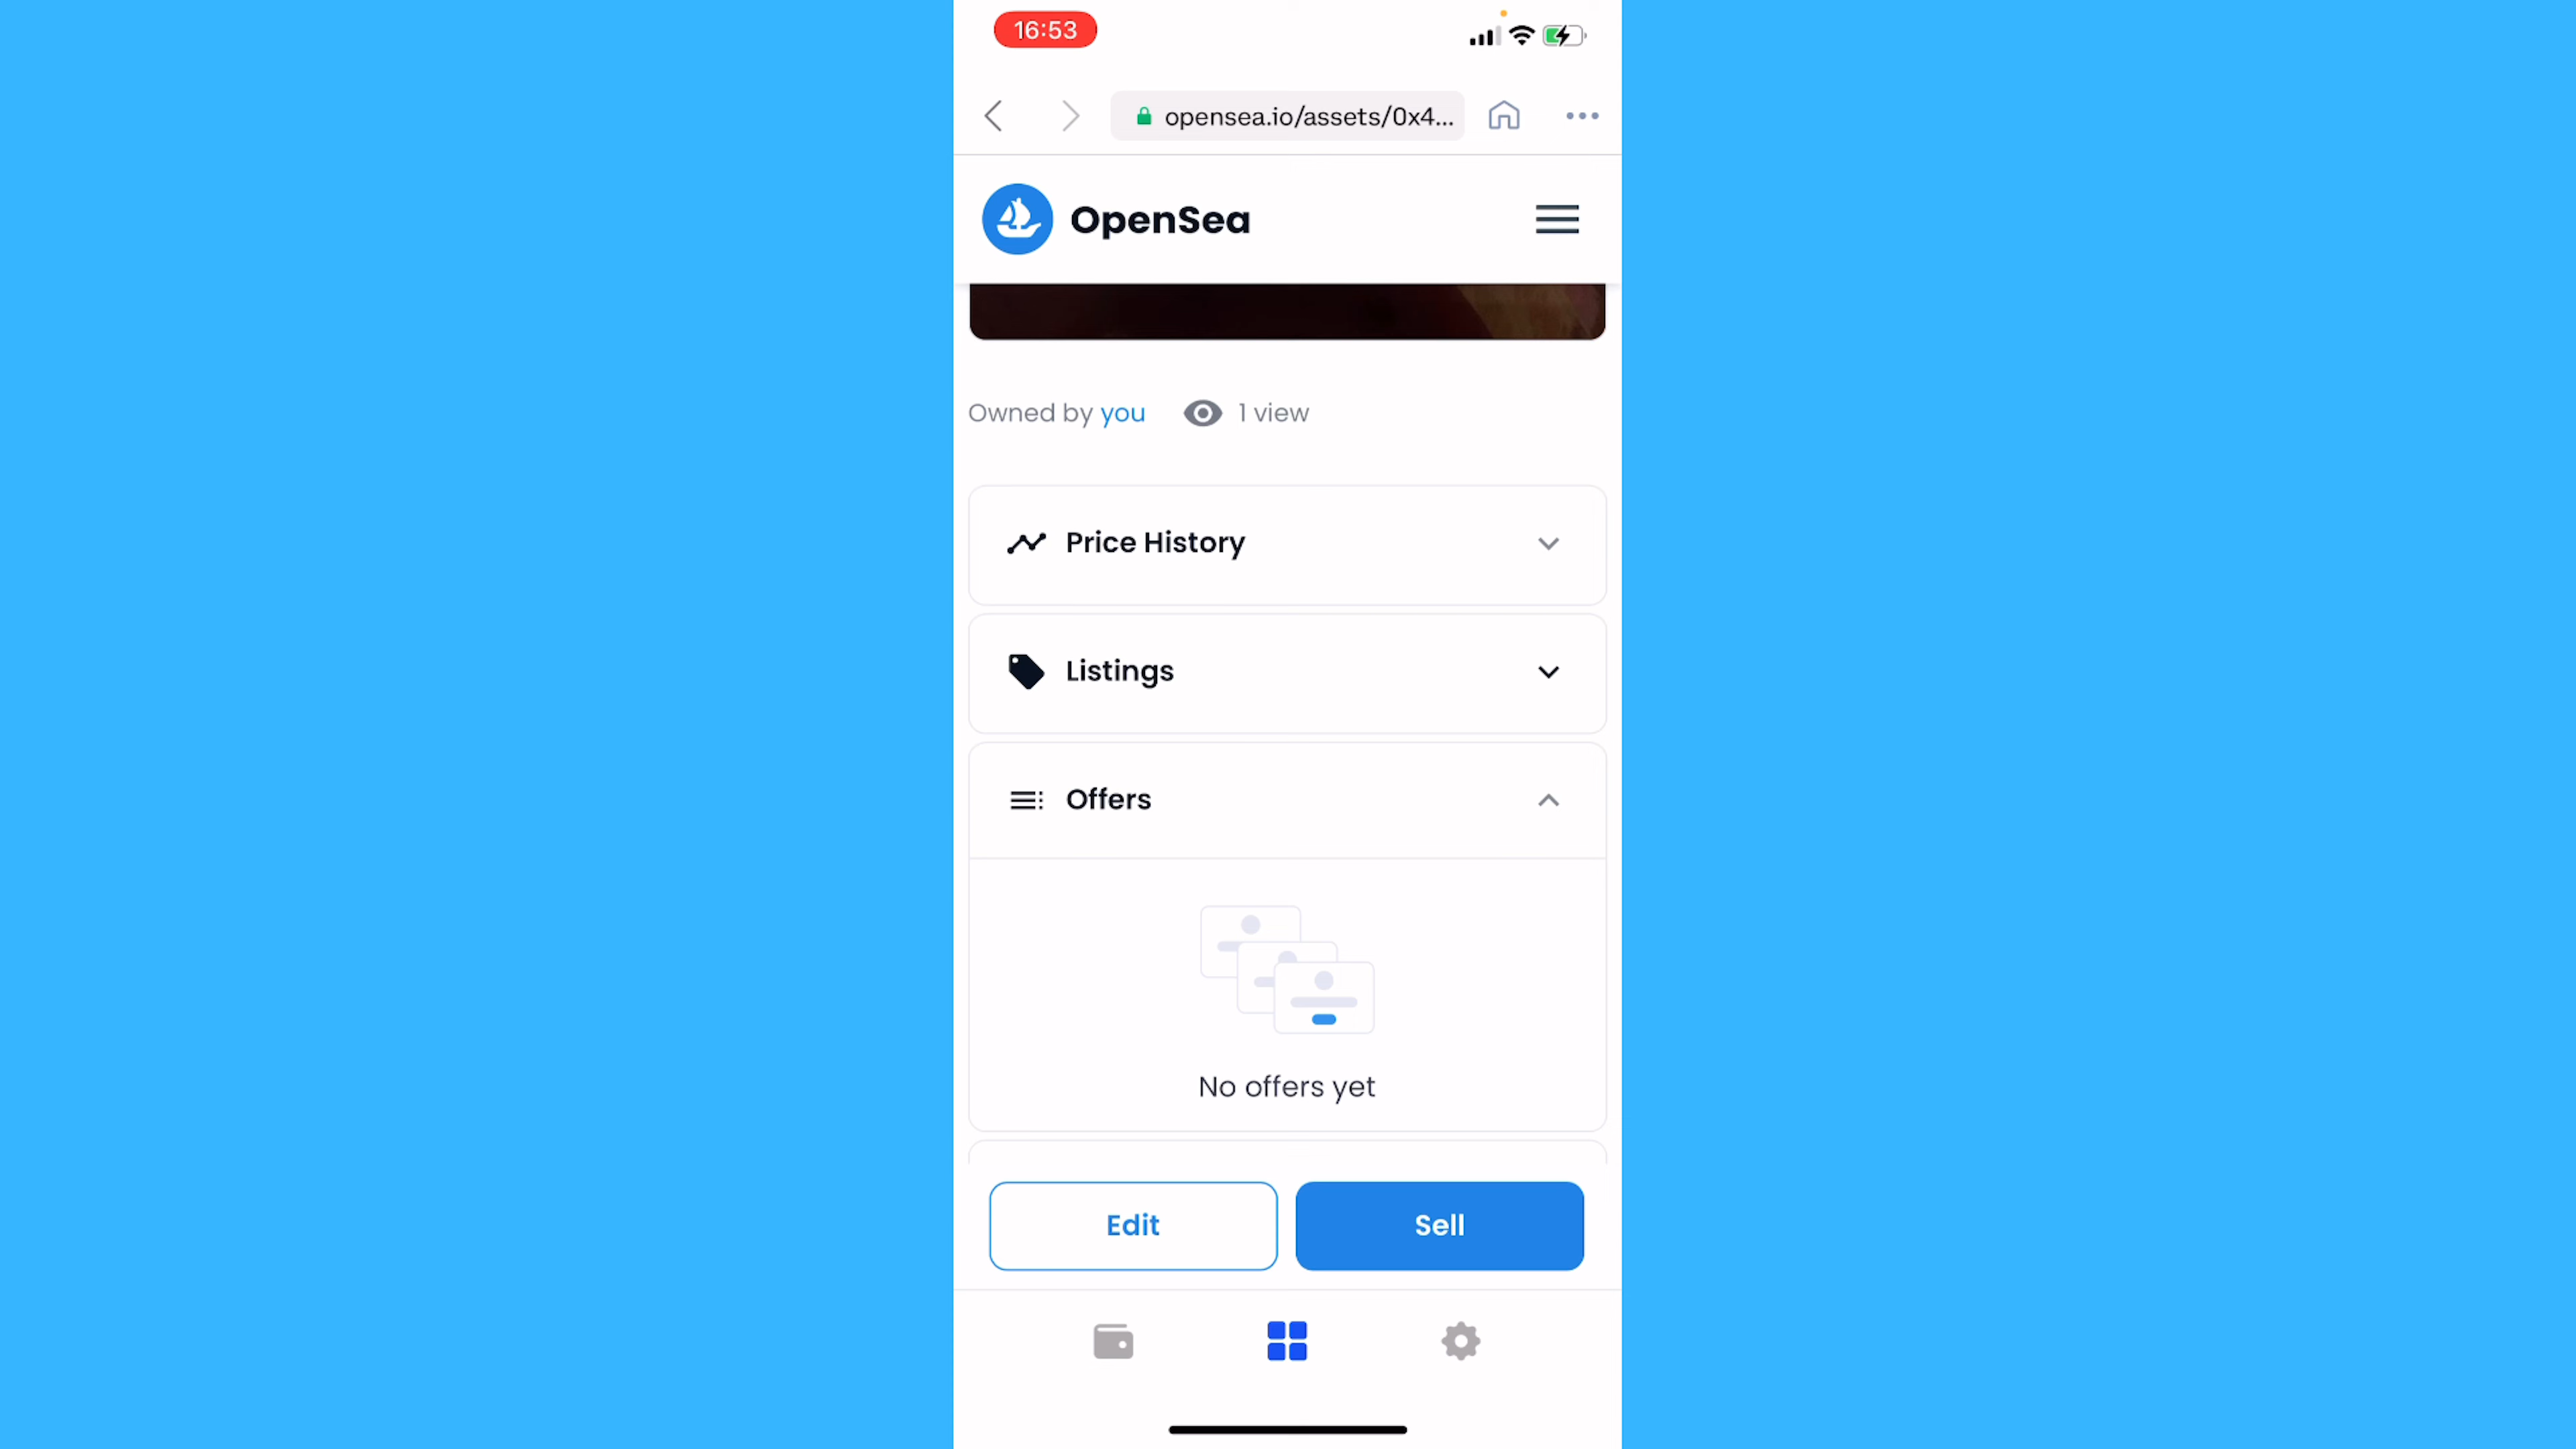 16:53
opensea.io/assets/0x4...
OpenSea
Owned by you 1 view
Price History
Listings
Offers
No offers yet
Edit Sell